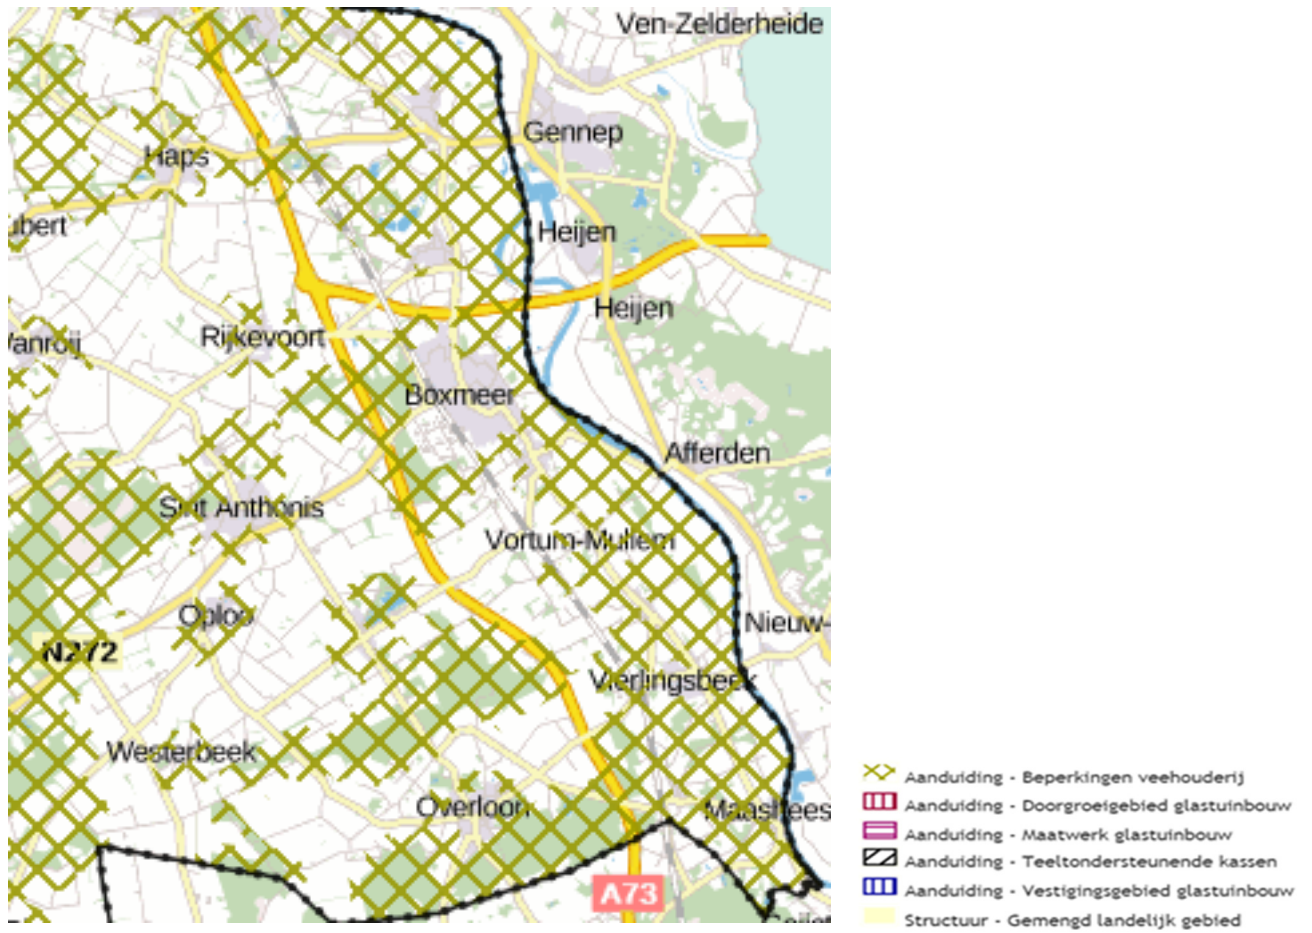 Ven-Zelderheide
Gennep
Haps
Heijen
Heijen
Rijkevoort
Boxmeer
Afferden
Sint Anthonis
Vortum-Mullem
Oploo
Nieuw-
N272
Vierlingsbeek
Westerbeek
Overloon
Maashees
A73
Aanduiding - Beperkingen veehouderij
Aanduiding - Doorgroeigebied glastuinbouw
Aanduiding - Maatwerk glastuinbouw
Aanduiding - Teeltondersteunende kassen
Aanduiding - Vestigingsgebied glastuinbouw
Structuur - Gemengd landelijk gebied